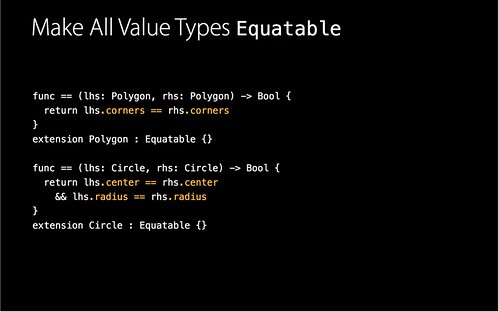 Make All Value Types Equatable
func == (lhs: Polygon, rhs: Polygon) -> Bool {
  return lhs.corners == rhs.corners
}
extension Polygon : Equatable {}
func == (lhs: Circle, rhs: Circle) -> Bool {
  return lhs.center == rhs.center
    && lhs.radius == rhs.radius
}
extension Circle : Equatable {}